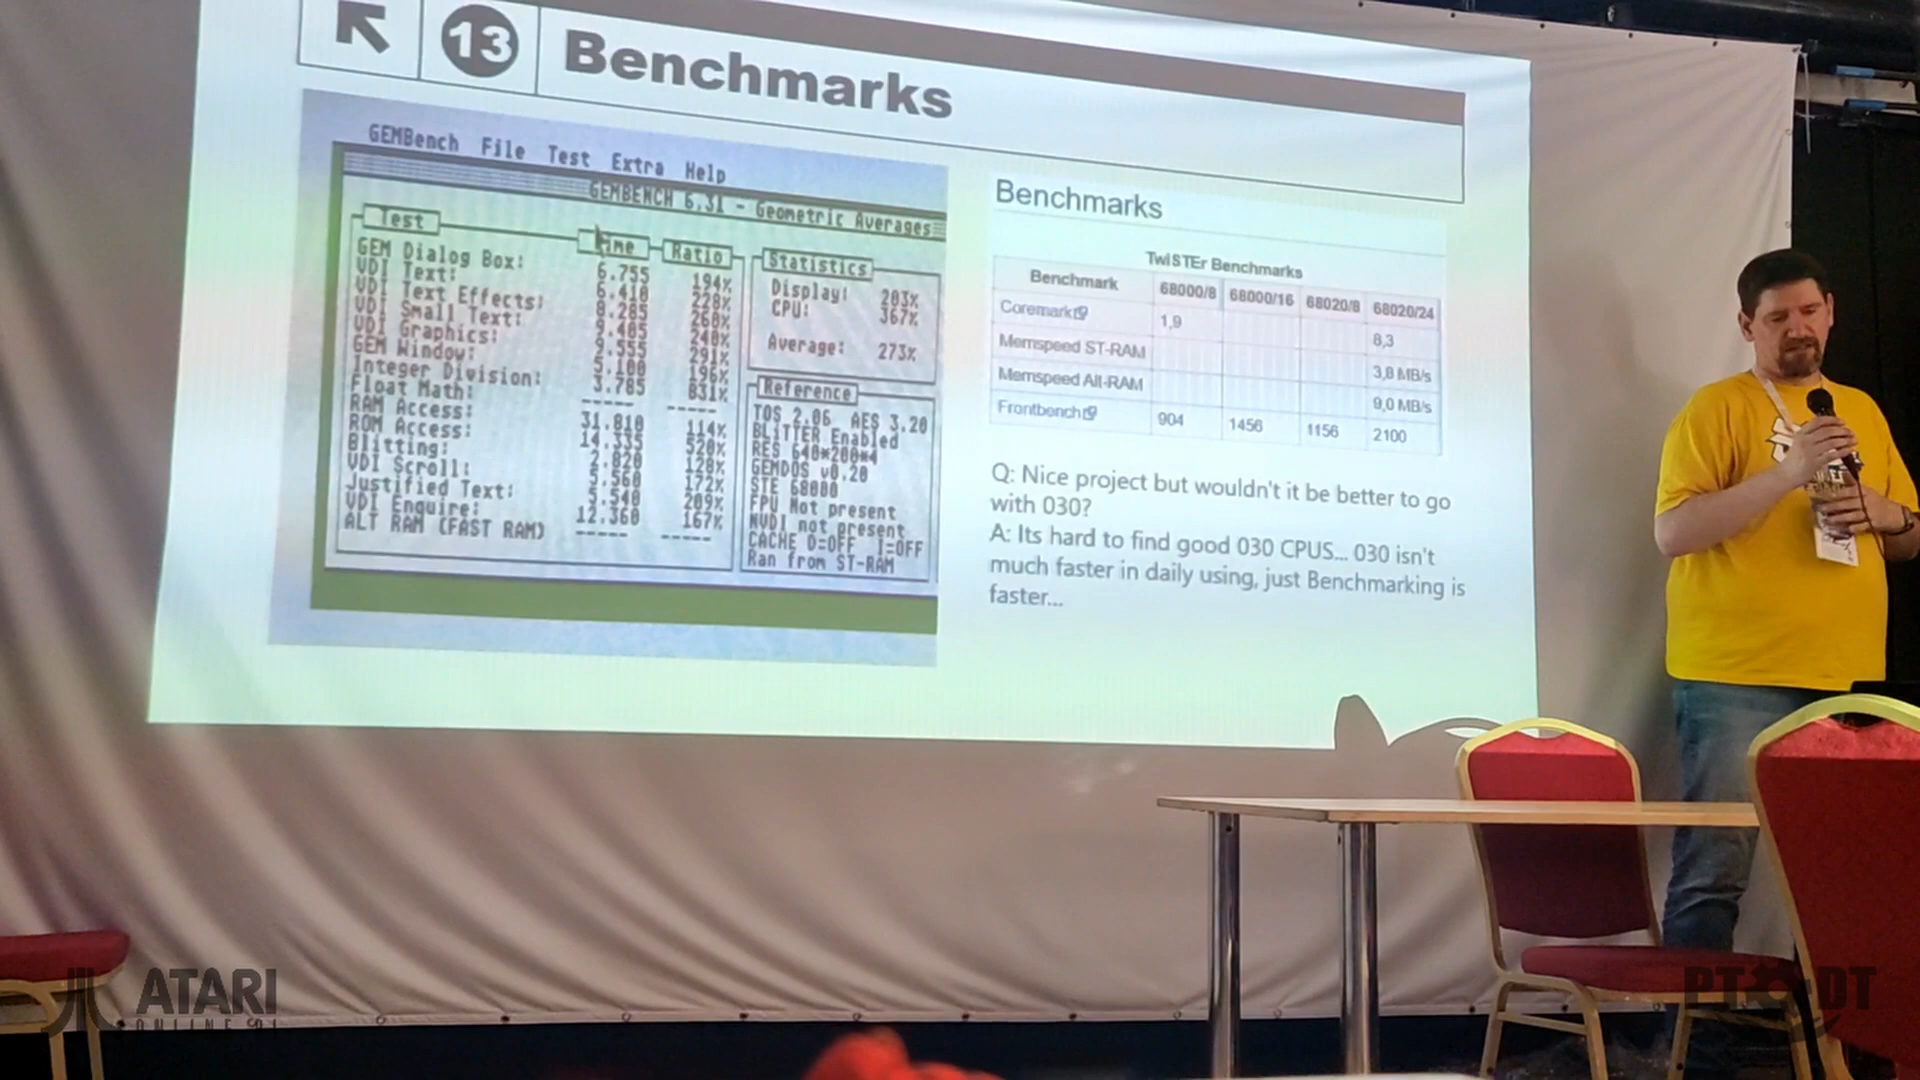 13 Benchmarks
GEMBench File Test Extra Help
GEMBENCH 6.31 - Geometric Averages
Test Time Ratio
GEM Dialog Box: 6.755 194%
VDI Text: 6.410 228%
VDI Text Effects: 8.285 260%
VDI Small Text: 9.405 240%
VDI Graphics: 9.555 291%
GEM Window: 5.100 196%
Integer Division: 3.785 831%
Float Math: ----- -----
RAM Access: 31.810 114%
ROM Access: 14.335 520%
Blitting: 2.820 128%
VDI Scroll: 5.560 172%
Justified Text: 5.540 209%
VDI Enquire: 12.360 167%
ALT RAM (FAST RAM) ----- -----
Statistics
Display: 203%
CPU: 367%
Average: 273%
Reference
TOS 2.06 AES 3.20
BLITTER Enabled
RES 640*200*4
GEMDOS v0.20
STE 68000
FPU Not present
NVDI not present
CACHE D=OFF I=OFF
Ran from ST-RAM
Benchmarks
TwiSTEr Benchmarks
Benchmark 68000/8 68000/16 68020/8 68020/24
Coremark 1,9 8,3
Memspeed ST-RAM 3,8 MB/s
Memspeed Alt-RAM 9,0 MB/s
Frontbench 904 1456 1156 2100
Q: Nice project but wouldn't it be better to go
with 030?
A: Its hard to find good 030 CPUS... 030 isn't
much faster in daily using, just Benchmarking is
faster...
ATARI
ONLINE.PL